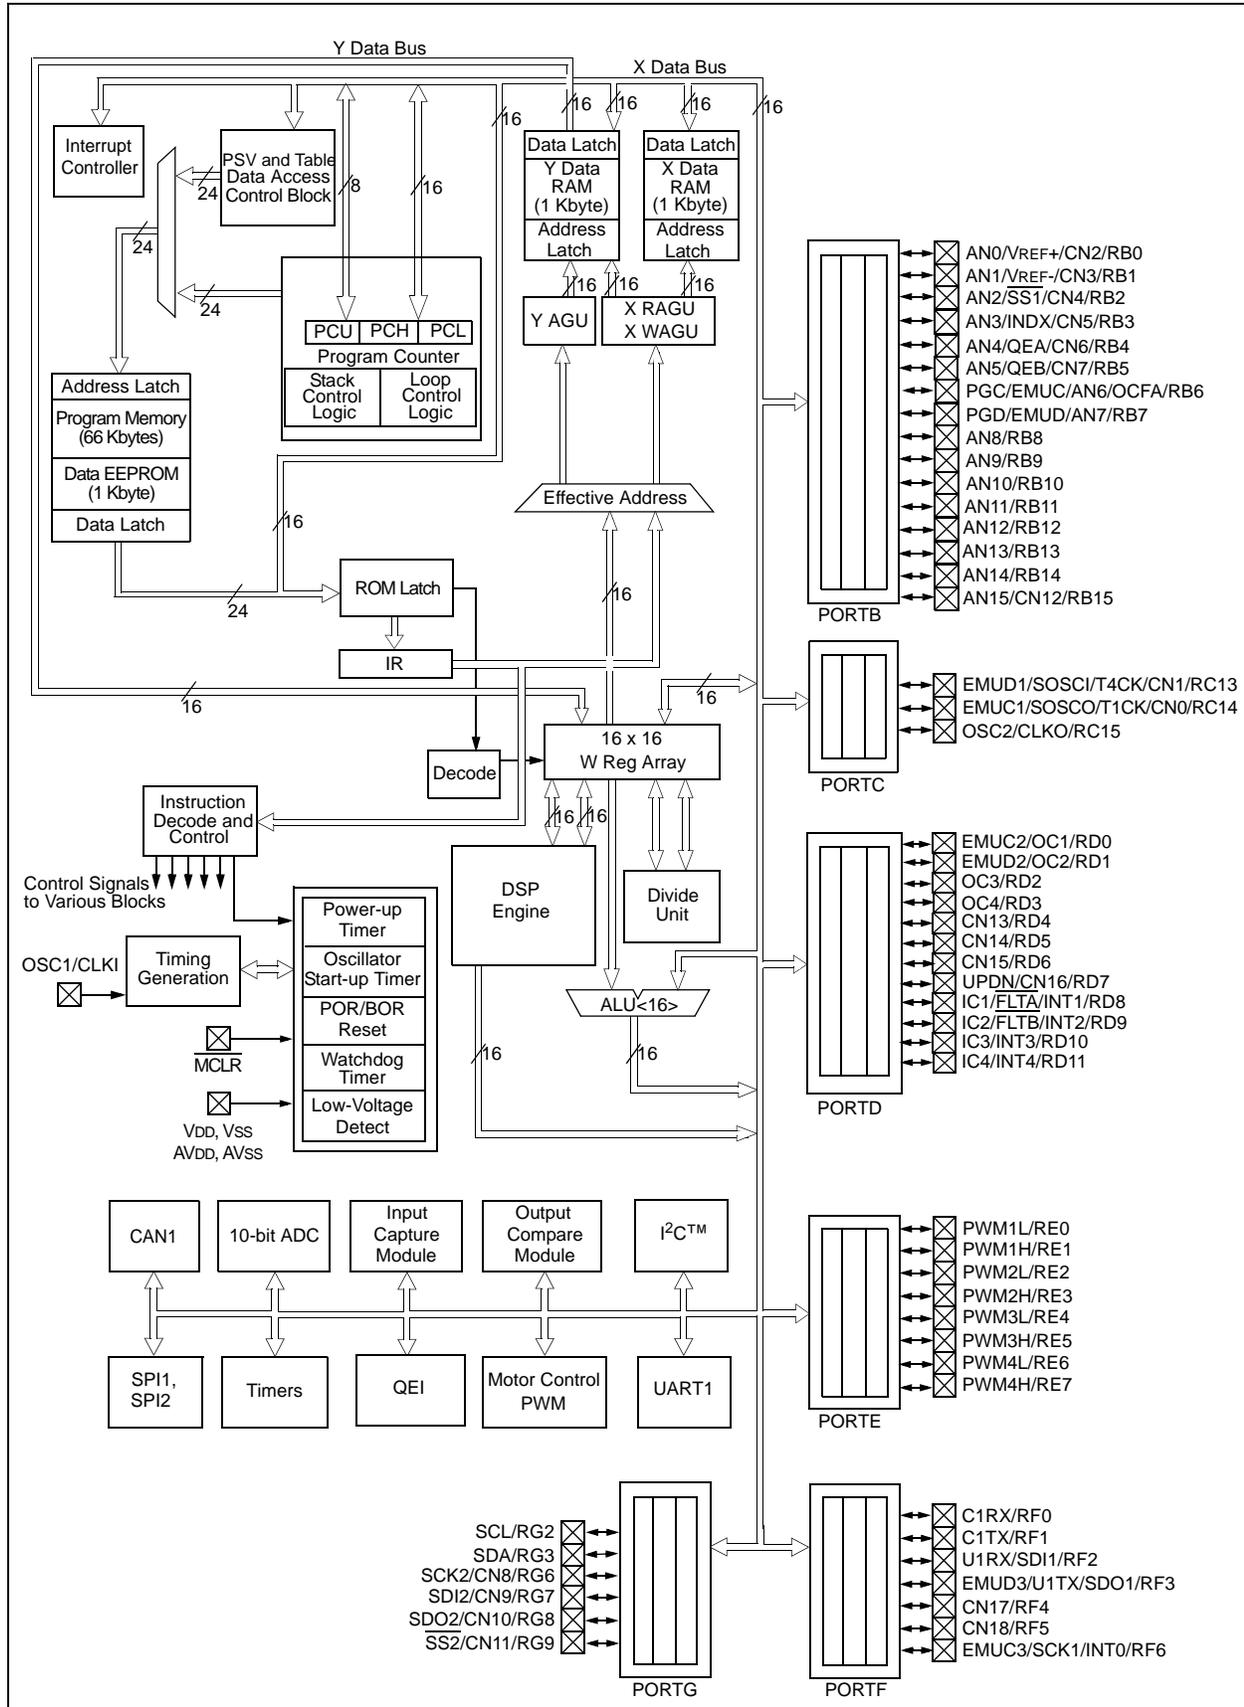 Y Data Bus
X Data Bus
16
16
16
16
16
Interrupt
Controller
PSV and Table
Data Access
Control Block
24
24
24
8
16
Data Latch
Y Data
RAM
(1 Kbyte)
Address
Latch
Data Latch
X Data
RAM
(1 Kbyte)
Address
Latch
16
16
16
Y AGU
X RAGU
X WAGU
PCU
PCH
PCL
Program Counter
Stack
Control
Logic
Loop
Control
Logic
Address Latch
Program Memory
(66 Kbytes)
Data EEPROM
(1 Kbyte)
Data Latch
16
24
Effective Address
16
ROM Latch
IR
16
16
16 x 16
W Reg Array
Decode
16
16
Instruction
Decode and
Control
Control Signals
to Various Blocks
DSP
Engine
Divide
Unit
Power-up
Timer
Oscillator
Start-up Timer
POR/BOR
Reset
Watchdog
Timer
Low-Voltage
Detect
OSC1/CLKI
Timing
Generation
MCLR
VDD, VSS
AVDD, AVSS
ALU<16>
16
16
CAN1
10-bit ADC
Input
Capture
Module
Output
Compare
Module
I2C™
SPI1,
SPI2
Timers
QEI
Motor Control
PWM
UART1
AN0/VREF+/CN2/RB0
AN1/VREF-/CN3/RB1
AN2/SS1/CN4/RB2
AN3/INDX/CN5/RB3
AN4/QEA/CN6/RB4
AN5/QEB/CN7/RB5
PGC/EMUC/AN6/OCFA/RB6
PGD/EMUD/AN7/RB7
AN8/RB8
AN9/RB9
AN10/RB10
AN11/RB11
AN12/RB12
AN13/RB13
AN14/RB14
AN15/CN12/RB15
PORTB
EMUD1/SOSCI/T4CK/CN1/RC13
EMUC1/SOSCO/T1CK/CN0/RC14
OSC2/CLKO/RC15
PORTC
EMUC2/OC1/RD0
EMUD2/OC2/RD1
OC3/RD2
OC4/RD3
CN13/RD4
CN14/RD5
CN15/RD6
UPDN/CN16/RD7
IC1/FLTA/INT1/RD8
IC2/FLTB/INT2/RD9
IC3/INT3/RD10
IC4/INT4/RD11
PORTD
PWM1L/RE0
PWM1H/RE1
PWM2L/RE2
PWM2H/RE3
PWM3L/RE4
PWM3H/RE5
PWM4L/RE6
PWM4H/RE7
PORTE
SCL/RG2
SDA/RG3
SCK2/CN8/RG6
SDI2/CN9/RG7
SDO2/CN10/RG8
SS2/CN11/RG9
PORTG
C1RX/RF0
C1TX/RF1
U1RX/SDI1/RF2
EMUD3/U1TX/SDO1/RF3
CN17/RF4
CN18/RF5
EMUC3/SCK1/INT0/RF6
PORTF